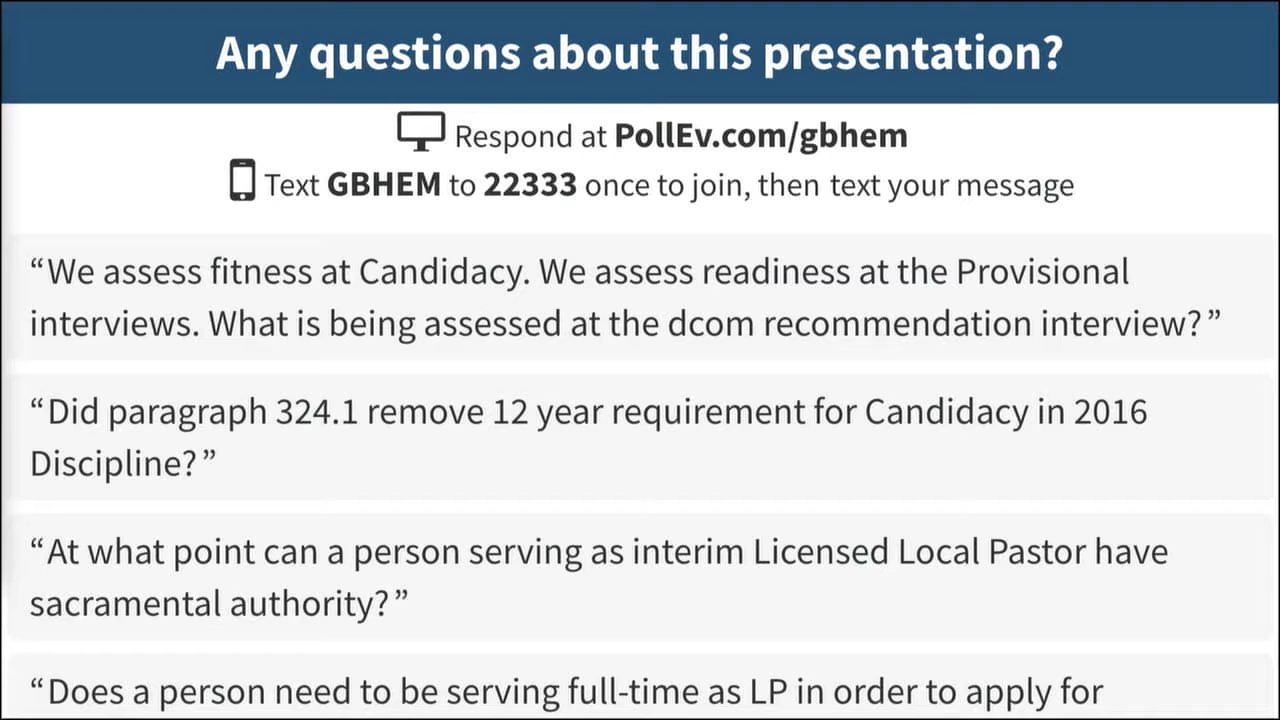 Any questions about this presentation?
Respond at PollEv.com/gbhem
Text GBHEM to 22333 once to join, then text your message
“We assess fitness at Candidacy. We assess readiness at the Provisional
interviews. What is being assessed at the dcom recommendation interview?”
“Did paragraph 324.1 remove 12 year requirement for Candidacy in 2016
Discipline?”
“At what point can a person serving as interim Licensed Local Pastor have
sacramental authority?”
“Does a person need to be serving full-time as LP in order to apply for